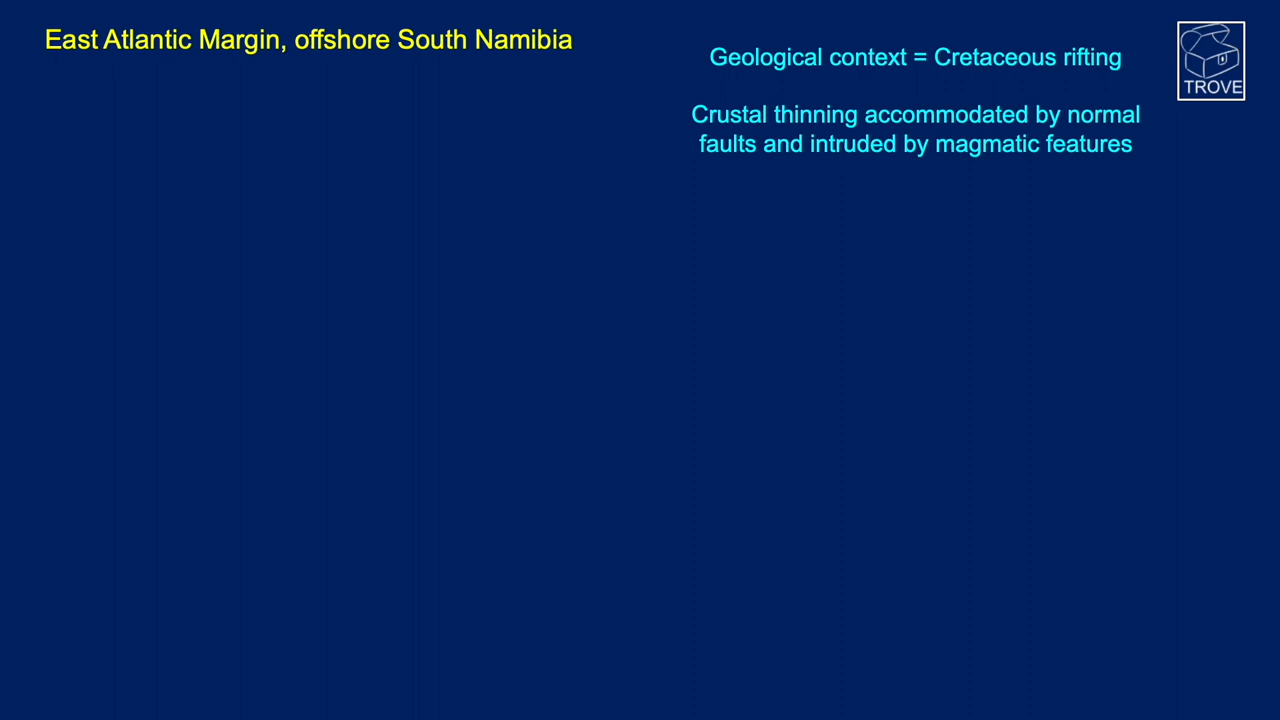 East Atlantic Margin, offshore South Namibia
Geological context = Cretaceous rifting
Crustal thinning accommodated by normal
faults and intruded by magmatic features
TROVE